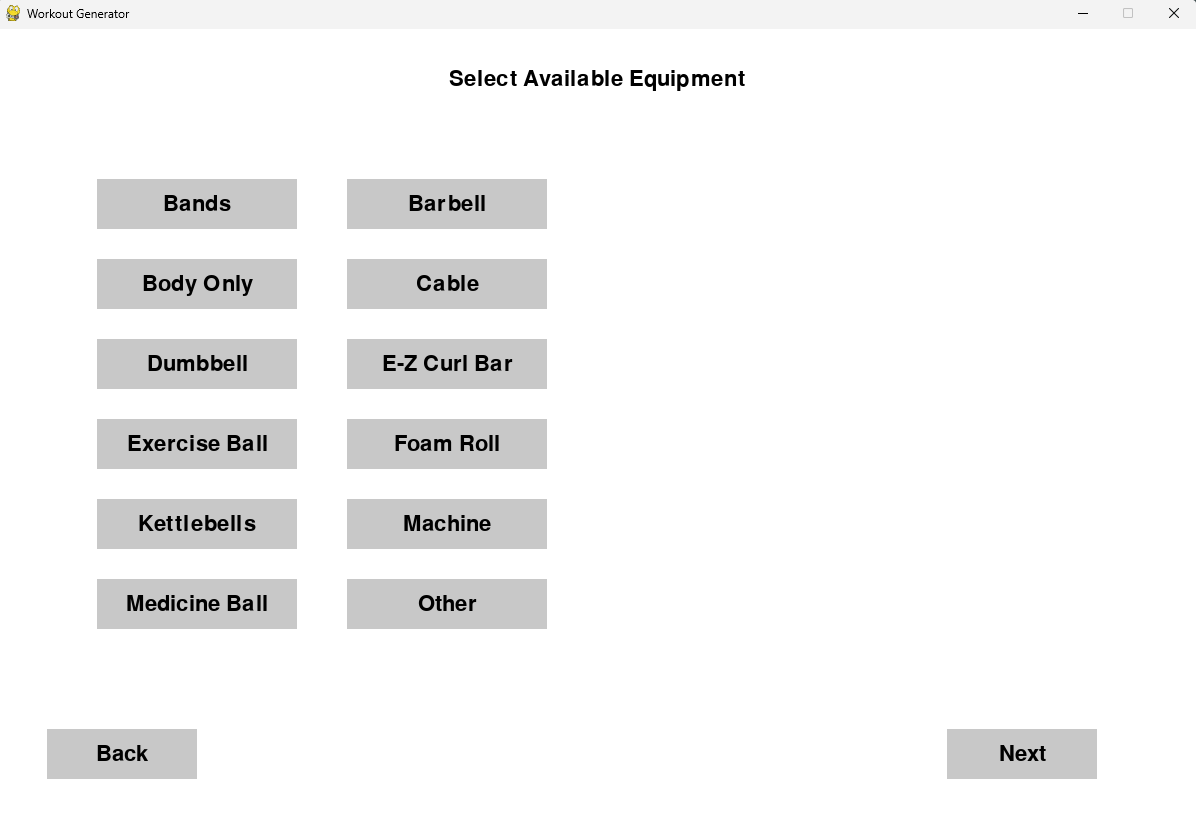 Workout Generator
Select Available Equipment
Bands
Barbell
Body Only
Cable
Dumbbell
E-Z Curl Bar
Exercise Ball
Foam Roll
Kettlebells
Machine
Medicine Ball
Other
Back
Next